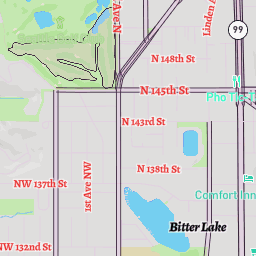 Ave N
Linden A
99
N 148th St
N 145th St
N
Pho
N 143rd St
N 138th St
NW 137th St
1st Ave NW
Comfort Inn
Bitter Lake
NW 132nd St